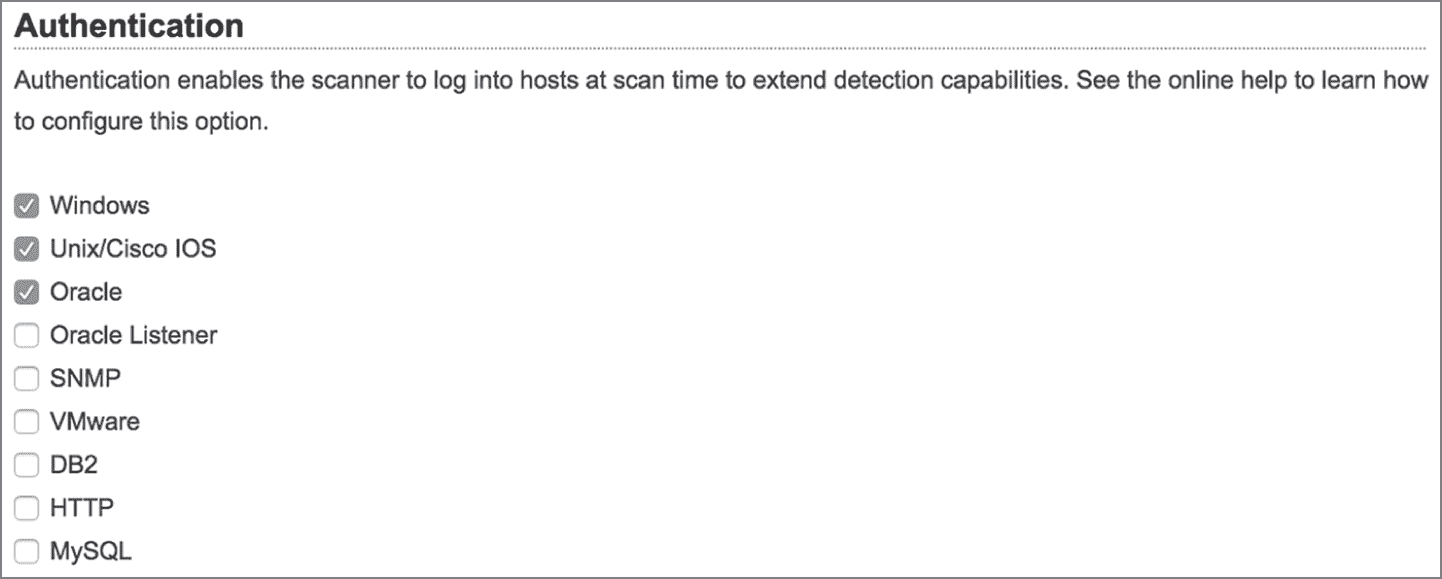 Authentication
Authentication enables the scanner to log into hosts at scan time to extend detection capabilities. See the online help to learn how
to configure this option.
Windows
Unix/Cisco IOS
Oracle
Oracle Listener
SNMP
VMware
DB2
HTTP
MySQL